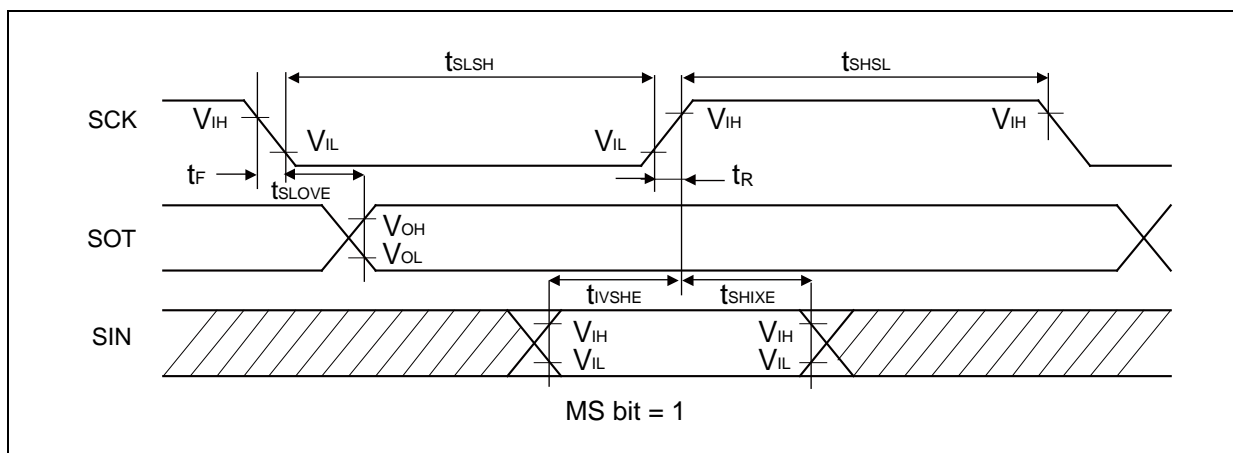 tSLSH tSHSL
SCK VIH VIL VIL VIH VIH
tF tSLOVE tR
SOT VOH VOL
tIVSHE tSHIXE
SIN VIH VIH
VIL VIL
MS bit = 1